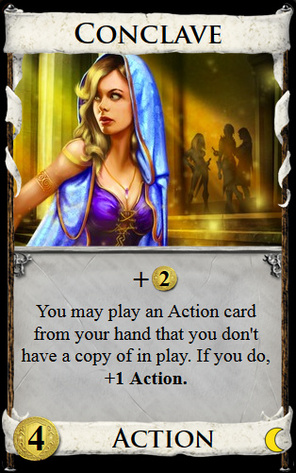 CONCLAVE
+2
You may play an Action card
from your hand that you don't
have a copy of in play. If you do,
+1 Action.
4 ACTION